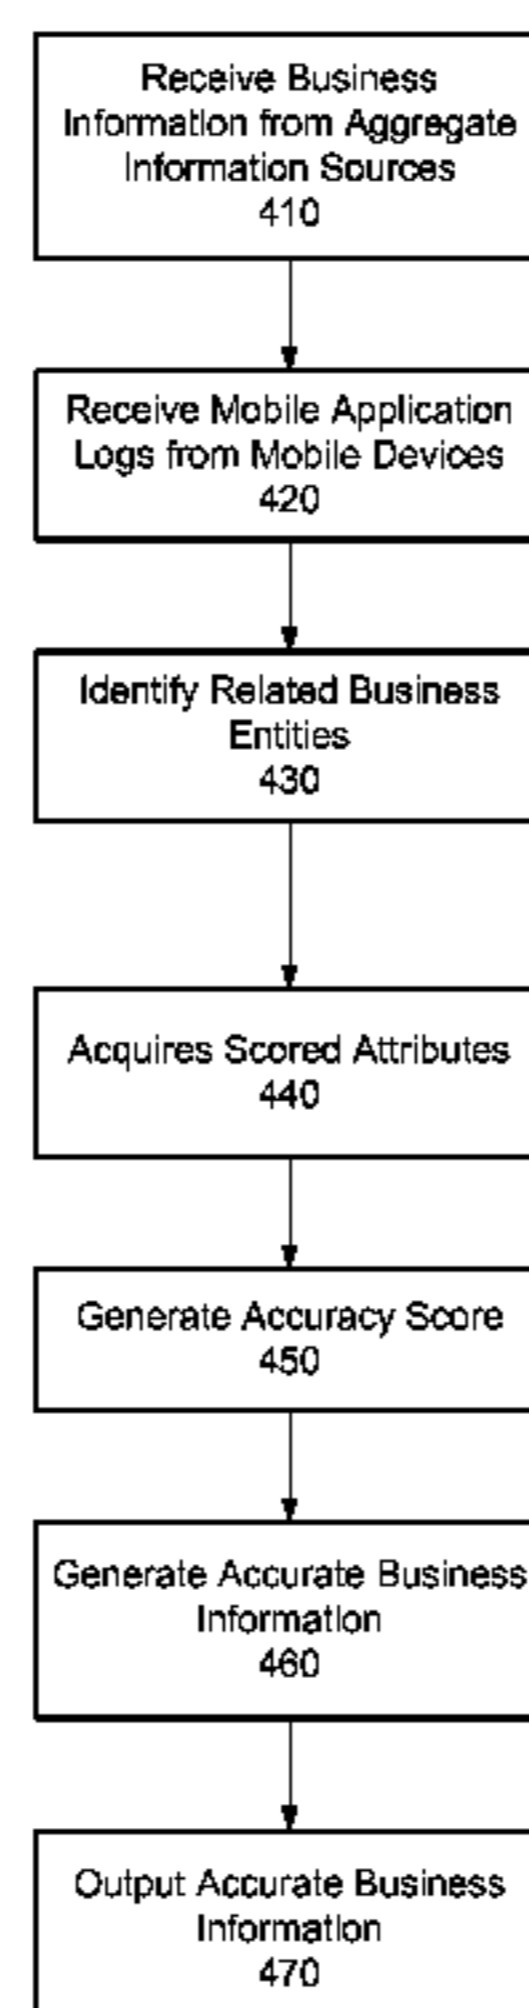 Receive Business
Information from Aggregate
Information Sources
410
Receive Mobile Application
Logs from Mobile Devices
420
Identify Related Business
Entities
430
Acquires Scored Attributes
440
Generate Accuracy Score
450
Generate Accurate Business
Information
460
Output Accurate Business
Information
470